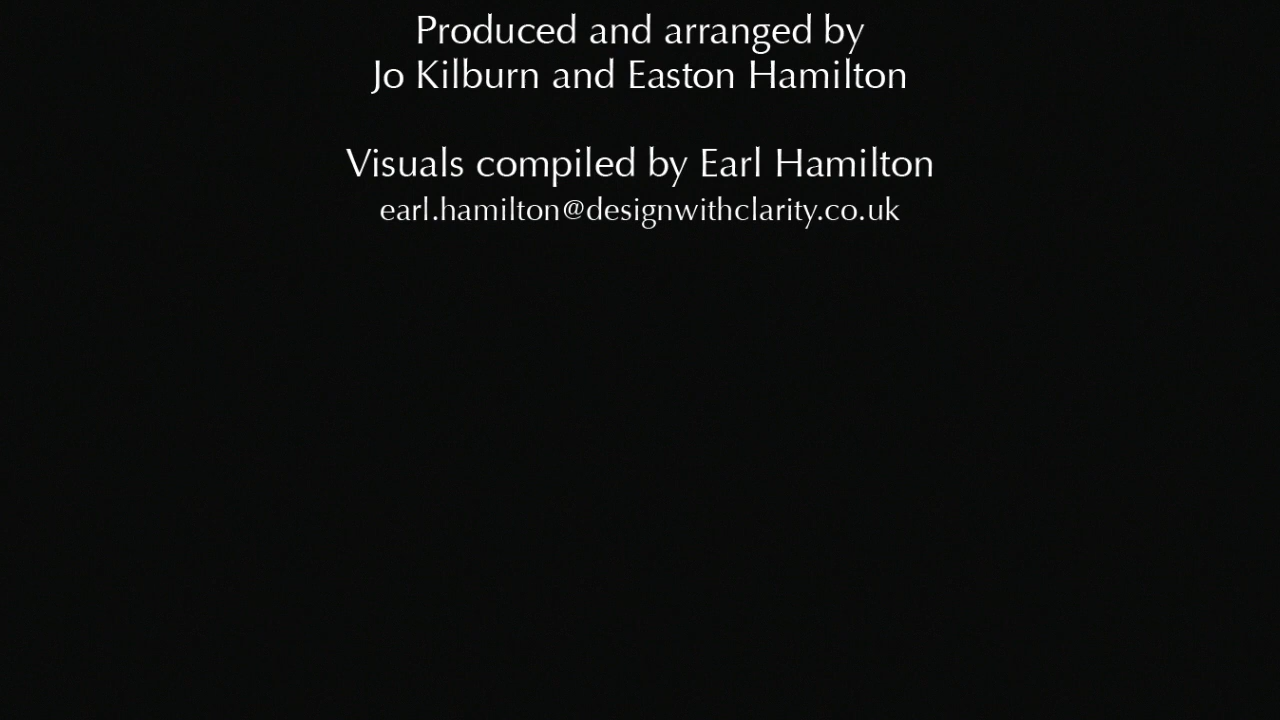 Produced and arranged by
Jo Kilburn and Easton Hamilton
Visuals compiled by Earl Hamilton
earl.hamilton@designwithclarity.co.uk